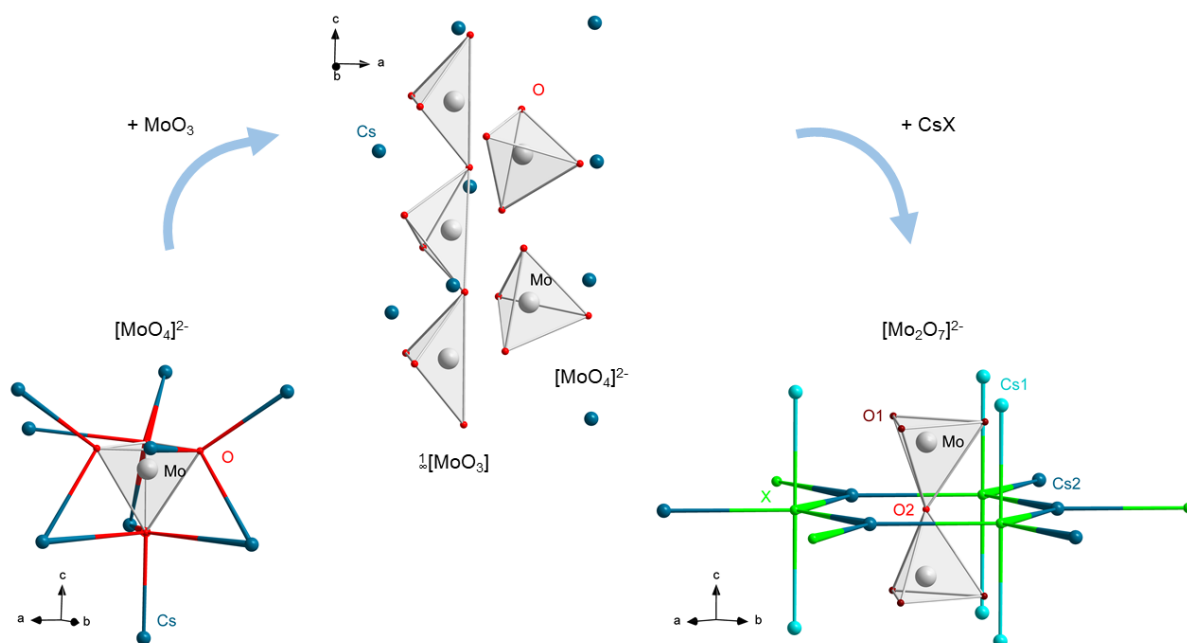 c
a
b
+ MoO₃
O
Cs
+ CsX
Mo
[MoO₄]²⁻
[MoO₄]²⁻
¹∞[MoO₃]
[Mo₂O₇]²⁻
O
Mo
Cs
c
a
b
Cs1
O1
Mo
X
Cs2
O2
c
a
b